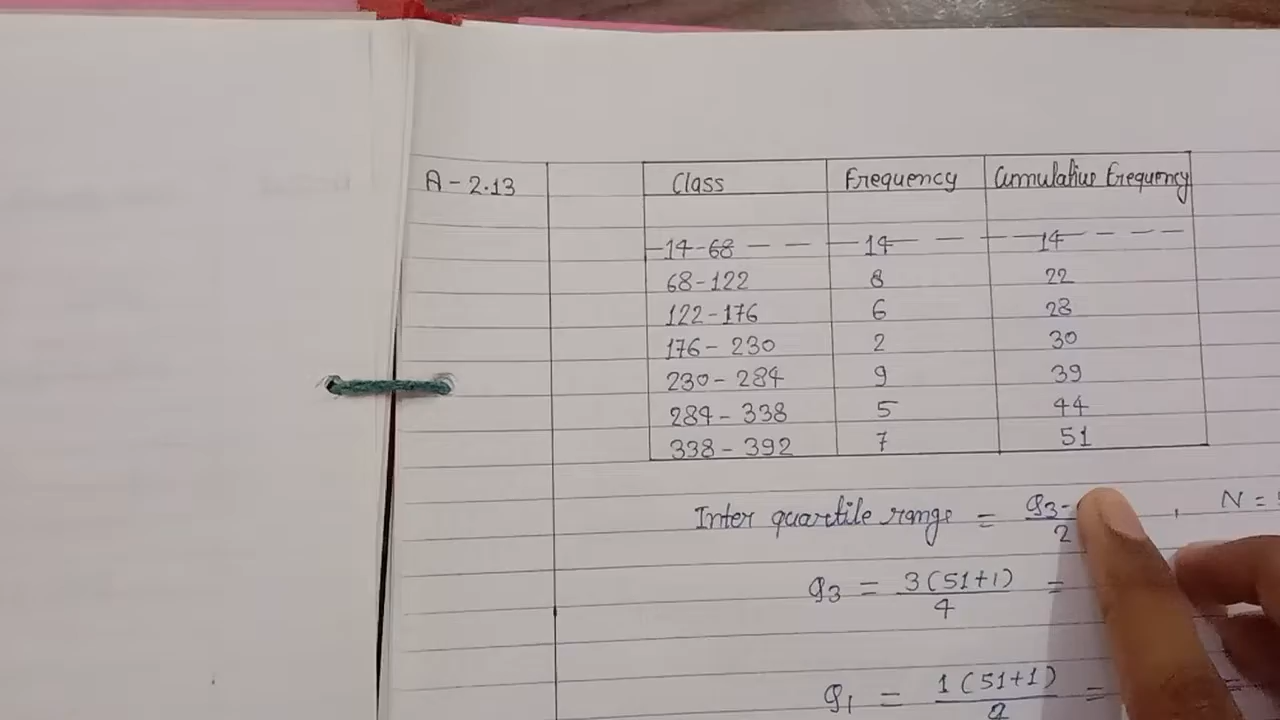 A - 2.13
Class Frequency Cumulative Frequency
14-68 14 14
68-122 8 22
122-176 6 28
176-230 2 30
230-284 9 39
284-338 5 44
338-392 7 51
Inter quartile range = Q3- / 2 , N =
Q3 = 3(51+1) / 4 =
Q1 = 1(51+1) =